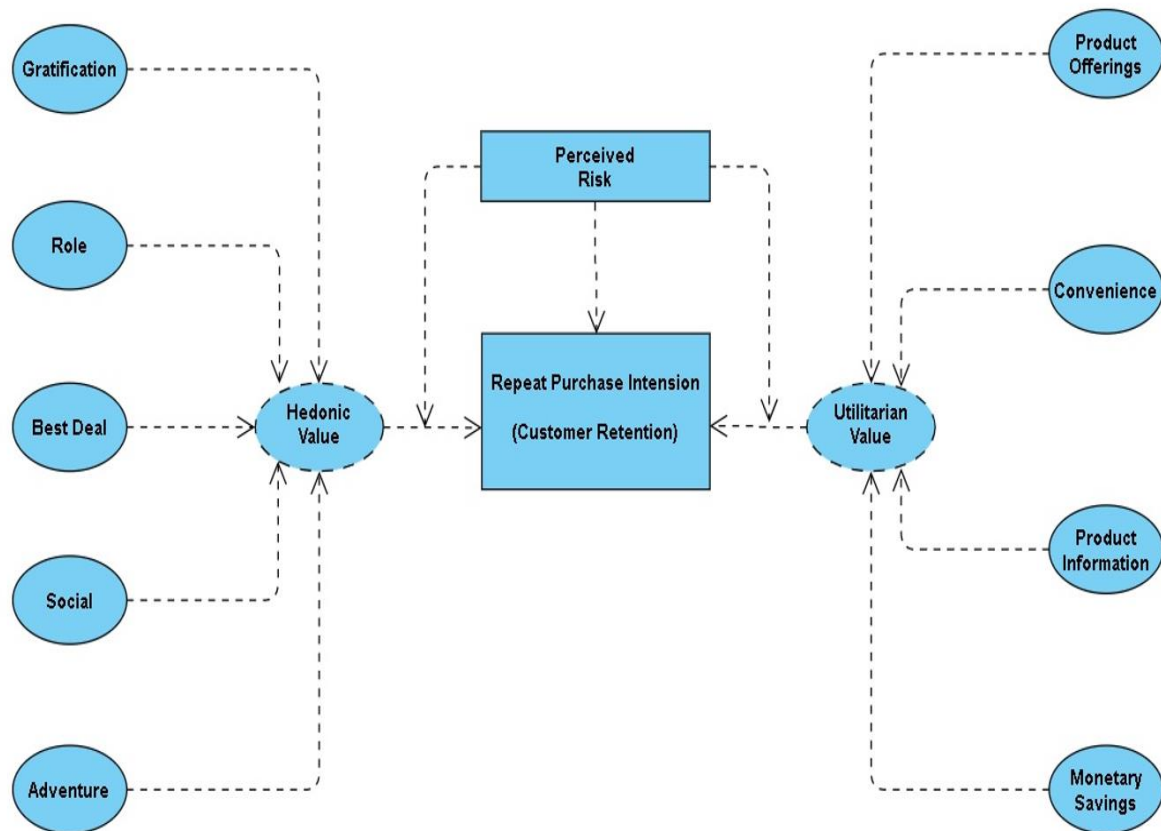 Gratification
Product
Offerings
Perceived
Risk
Role
Convenience
Repeat Purchase Intension
(Customer Retention)
Best Deal
Hedonic
Value
Utilitarian
Value
Social
Product
Information
Adventure
Monetary
Savings